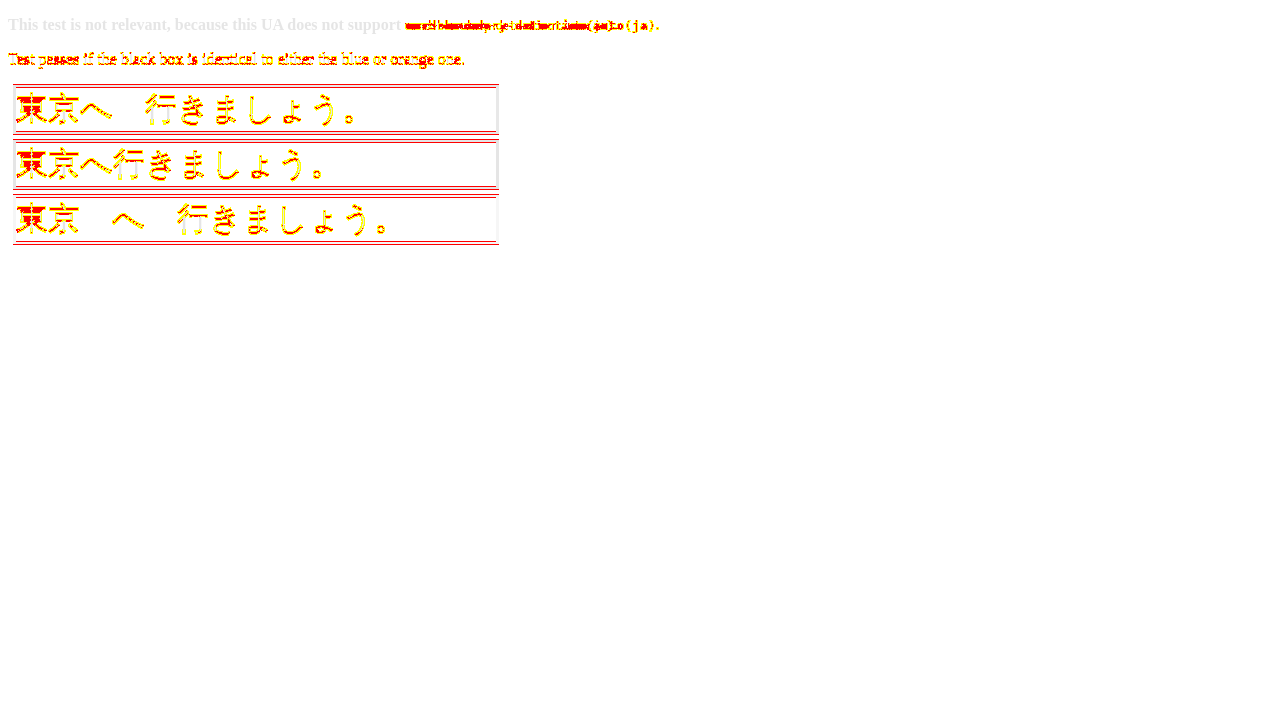 This test is not relevant, because this UA does not support
Test passes if the black box is identical to either the blue or orange one.
東京へ　行きましょう。
東京へ行きましょう。
東京　へ　行きましょう。